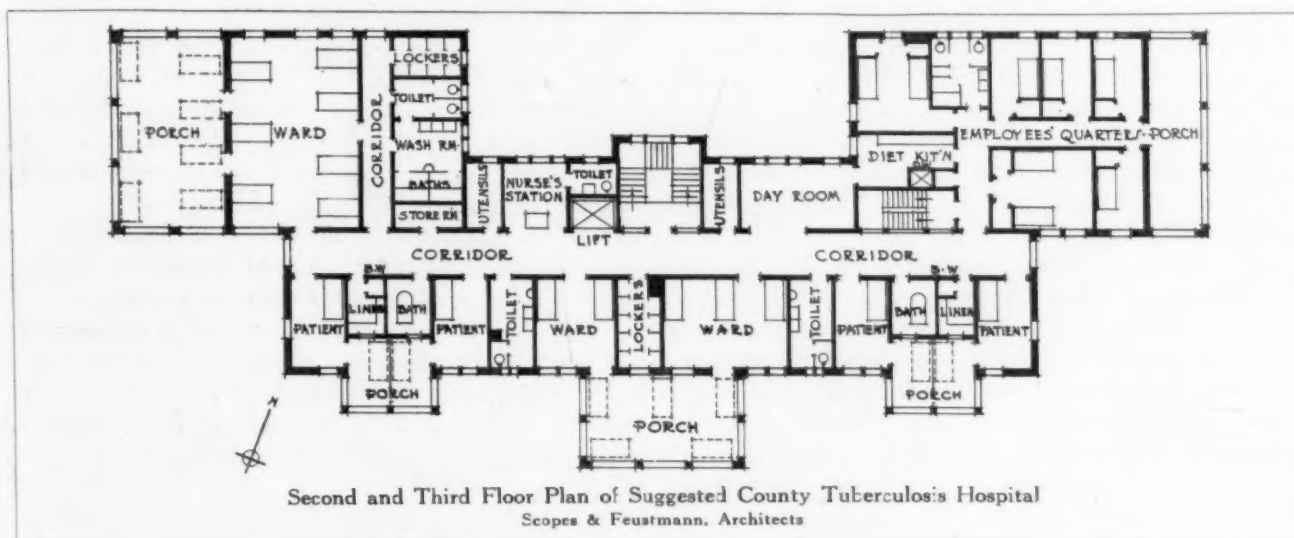 LOCKERS
TOILET
PORCH
WARD
CORRIDOR
WASH RM.
BATHS
STORE R'M
UTENSILS
NURSE'S
STATION
TOILET
LIFT
UTENSILS
DAY ROOM
DIET KIT'N
EMPLOYEES' QUARTERS
PORCH
CORRIDOR
CORRIDOR
B.W
B.W
PATIENT
LINEN
BATH
PATIENT
TOILET
WARD
LOCKERS
WARD
TOILET
PATIENT
BATH
LINEN
PATIENT
PORCH
PORCH
PORCH
N
Second and Third Floor Plan of Suggested County Tuberculosis Hospital
Scopes & Feustmann, Architects